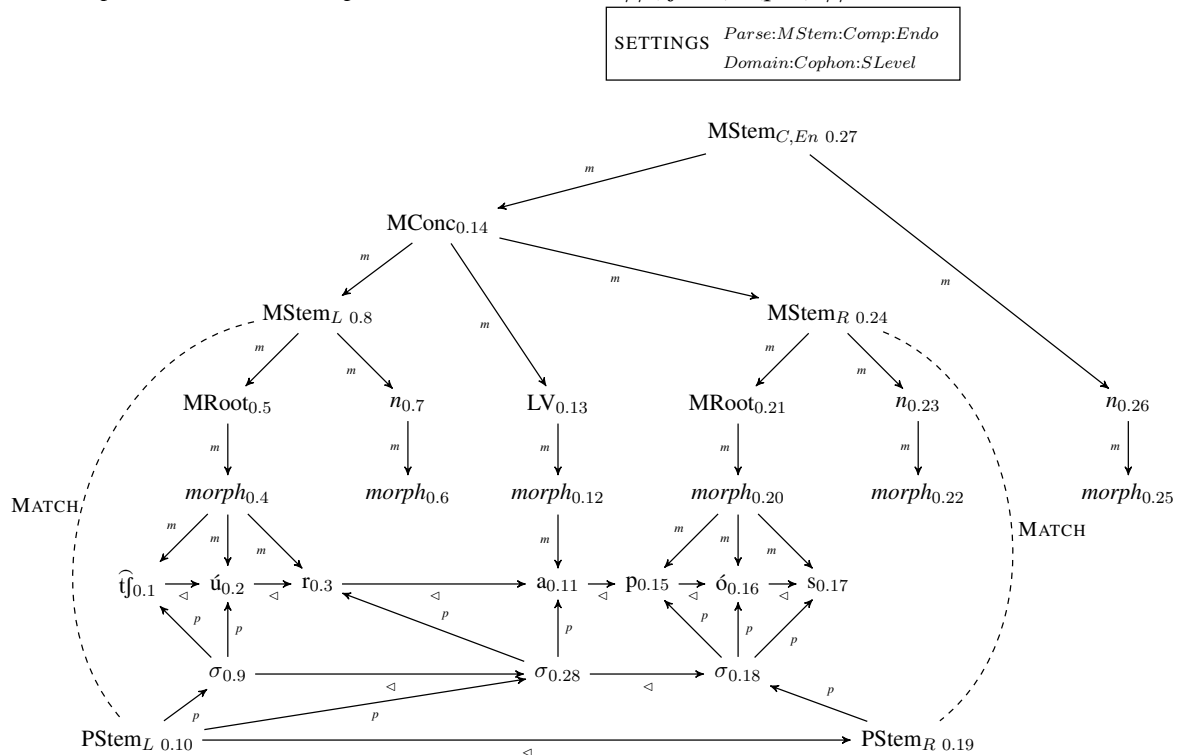 SETTINGS Parse:MStem:Comp:Endo
Domain:Cophon:SLevel
MStem_{C,En 0.27}
m
MConc_{0.14}
m m
m
MStem_{L 0.8} MStem_{R 0.24}
m
m m m m
MRoot_{0.5} n_{0.7} LV_{0.13} MRoot_{0.21} n_{0.23} n_{0.26}
m m m m m m
morph_{0.4} morph_{0.6} morph_{0.12} morph_{0.20} morph_{0.22} morph_{0.25}
MATCH MATCH
m m m m m m m
t͡ʃ_{0.1} ú_{0.2} r_{0.3} a_{0.11} p_{0.15} ó_{0.16} s_{0.17}
⊲ ⊲ ⊲ ⊲ ⊲ ⊲
p p p p p p p
σ_{0.9} σ_{0.28} σ_{0.18}
⊲ ⊲
p p p
PStem_{L 0.10} PStem_{R 0.19}
⊲